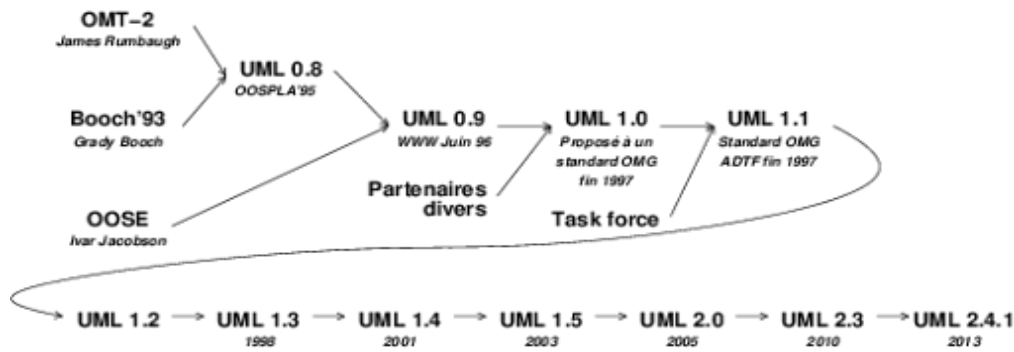 OMT-2
James Rumbaugh
UML 0.8
OOSPLA'95
Booch'93
Grady Booch
UML 0.9
WWW Juin 96
UML 1.0
Proposé à un
standard OMG
fin 1997
UML 1.1
Standard OMG
ADTF fin 1997
Partenaires
divers
Task force
OOSE
Ivar Jacobson
UML 1.2
UML 1.3
1998
UML 1.4
2001
UML 1.5
2003
UML 2.0
2005
UML 2.3
2010
UML 2.4.1
2013